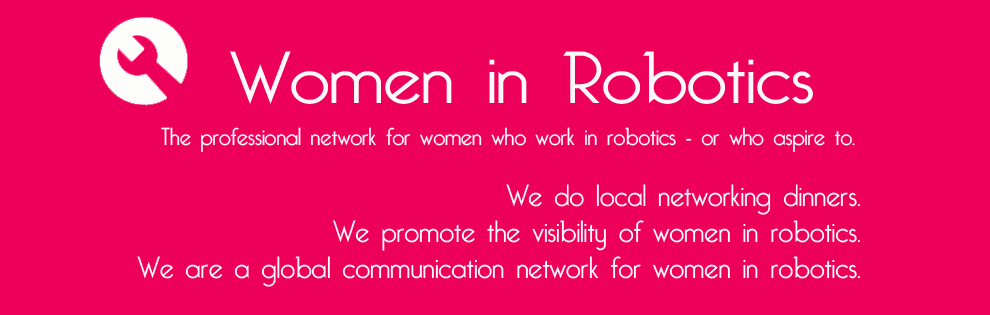 Women in Robotics
The professional network for women who work in robotics - or who aspire to.
We do local networking dinners.
We promote the visibility of women in robotics.
We are a global communication network for women in robotics.